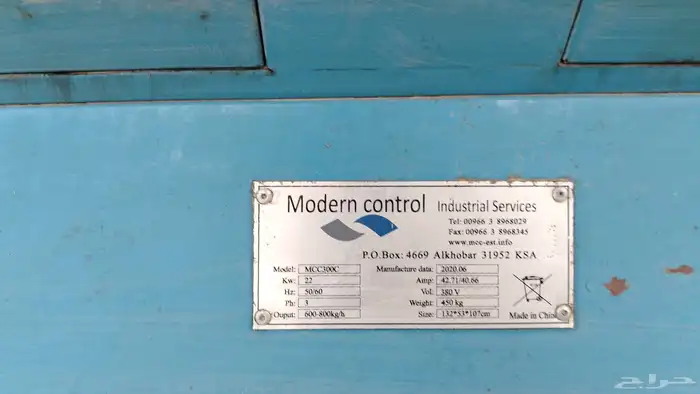 Modern control Industrial Services
Tel: 00966 3 8968029
Fax: 00966 3 8968345
www.mcc-est.info
P.O.Box: 4669 Alkhobar 31952 KSA
Model: MCC300C Manufacture data: 2020.06
Kw: 22 Amp: 42.71/40.66
Hz: 50/60 Vol: 380 V
Ph: 3 Weight: 450 kg
Ouput: 600-800kg/h Size: 132*53*107cm Made in China
حراج